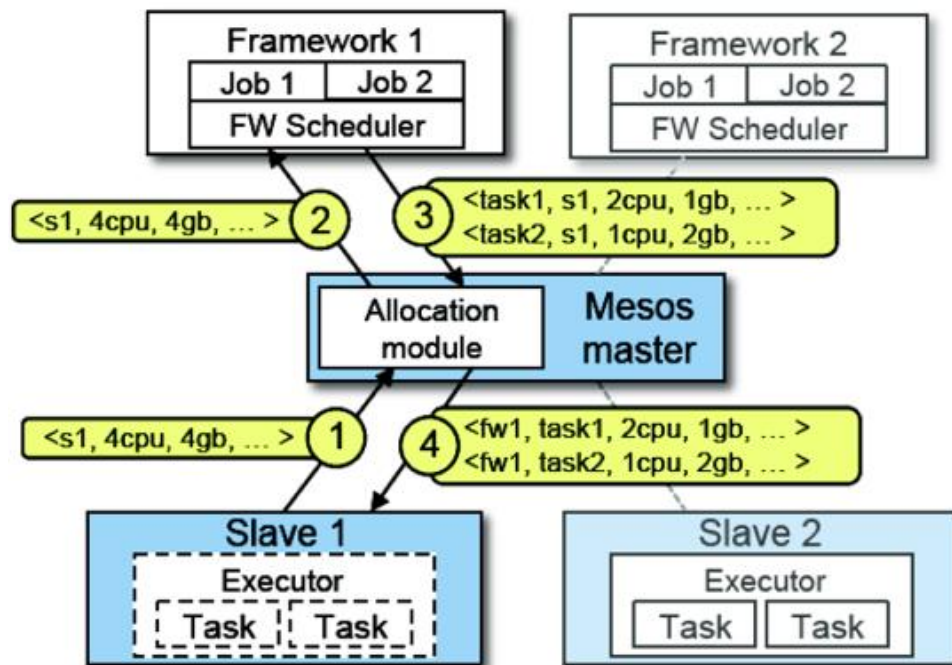 Framework 1
Job 1 Job 2
FW Scheduler
Framework 2
Job 1 Job 2
FW Scheduler
<s1, 4cpu, 4gb, ... >
2
3
<task1, s1, 2cpu, 1gb, ... >
<task2, s1, 1cpu, 2gb, ... >
Allocation
module
Mesos
master
<s1, 4cpu, 4gb, ... >
1
4
<fw1, task1, 2cpu, 1gb, ... >
<fw1, task2, 1cpu, 2gb, ... >
Slave 1
Executor
Task Task
Slave 2
Executor
Task Task